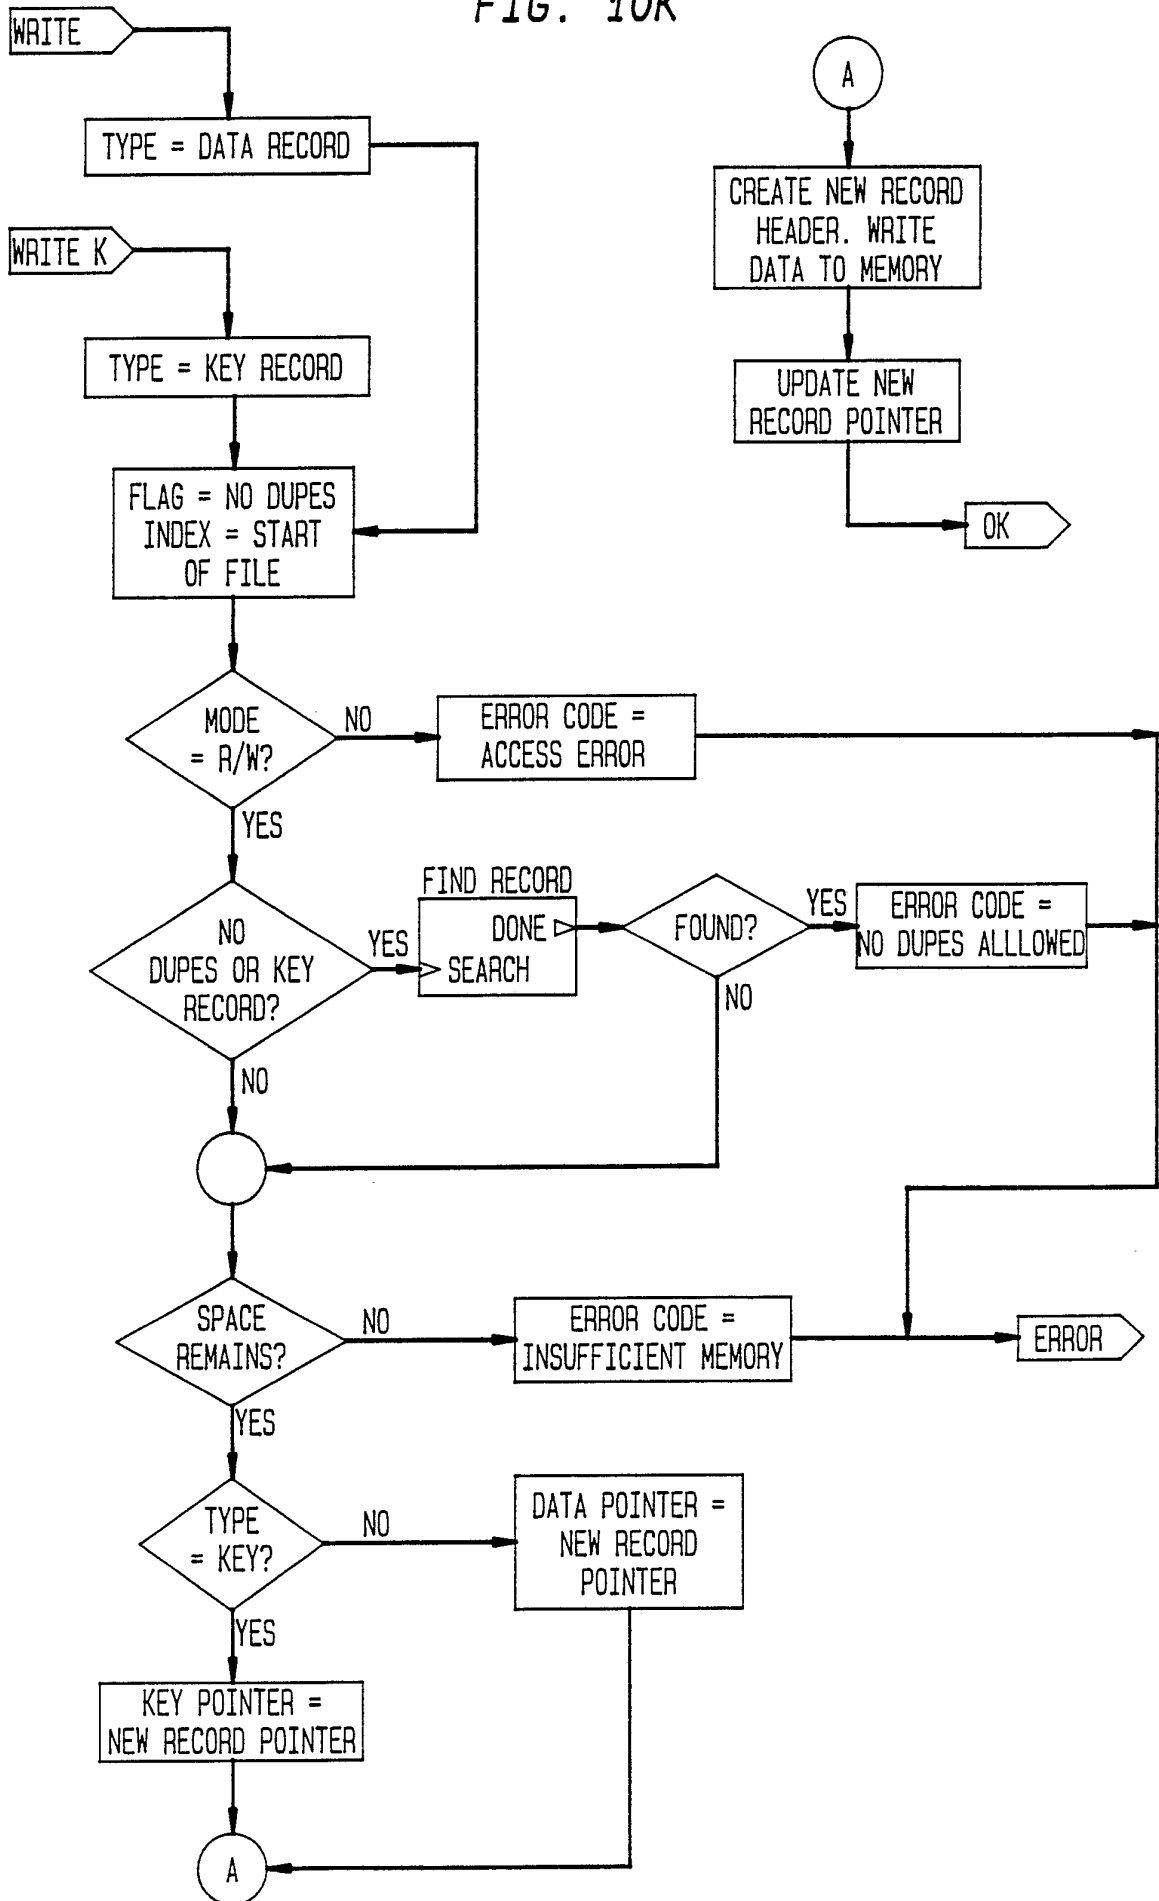 FIG. 10K
WRITE
TYPE = DATA RECORD
WRITE K
TYPE = KEY RECORD
FLAG = NO DUPES
INDEX = START
OF FILE
MODE
= R/W?
NO
ERROR CODE =
ACCESS ERROR
YES
NO
DUPES OR KEY
RECORD?
YES
FIND RECORD
DONE
SEARCH
FOUND?
YES
ERROR CODE =
NO DUPES ALLLOWED
NO
NO
SPACE
REMAINS?
NO
ERROR CODE =
INSUFFICIENT MEMORY
ERROR
YES
TYPE
= KEY?
NO
DATA POINTER =
NEW RECORD
POINTER
YES
KEY POINTER =
NEW RECORD POINTER
A
A
CREATE NEW RECORD
HEADER. WRITE
DATA TO MEMORY
UPDATE NEW
RECORD POINTER
OK